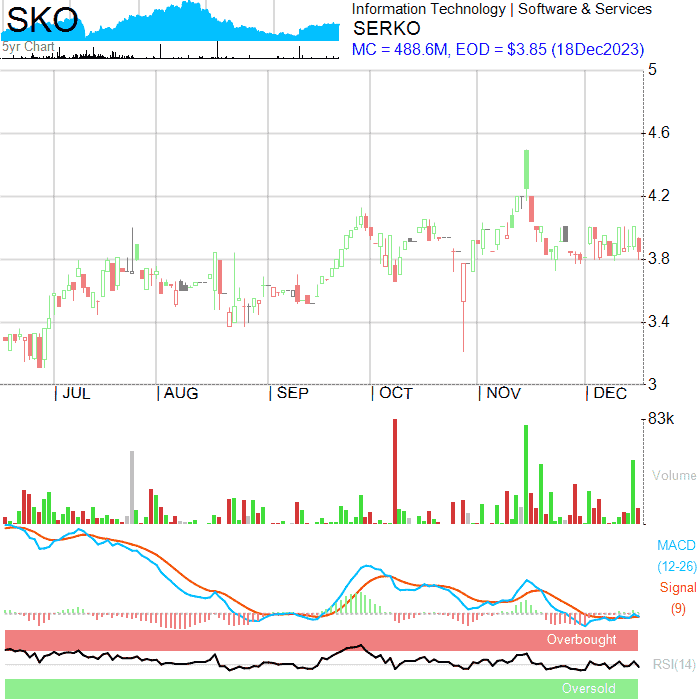 SKO
5yr Chart
Information Technology | Software & Services
SERKO
MC = 488.6M, EOD = $3.85 (18Dec2023)
5
4.6
4.2
3.8
3.4
3
JUL
AUG
SEP
OCT
NOV
DEC
83k
Volume
MACD
(12-26)
Signal
(9)
Overbought
RSI(14)
Oversold